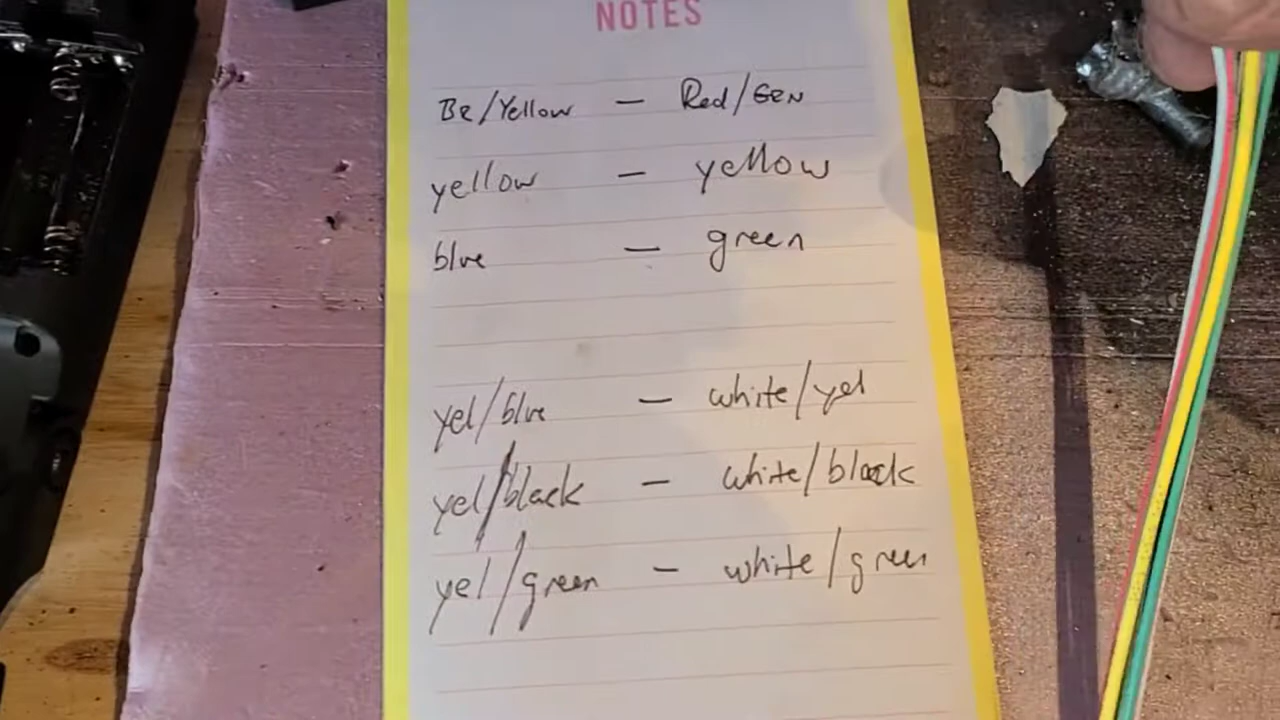 NOTES
BR/Yellow — Red/GRN
yellow — yellow
blue — green
yel/blue — white/yel
yel/black — white/black
yel/green — white/green